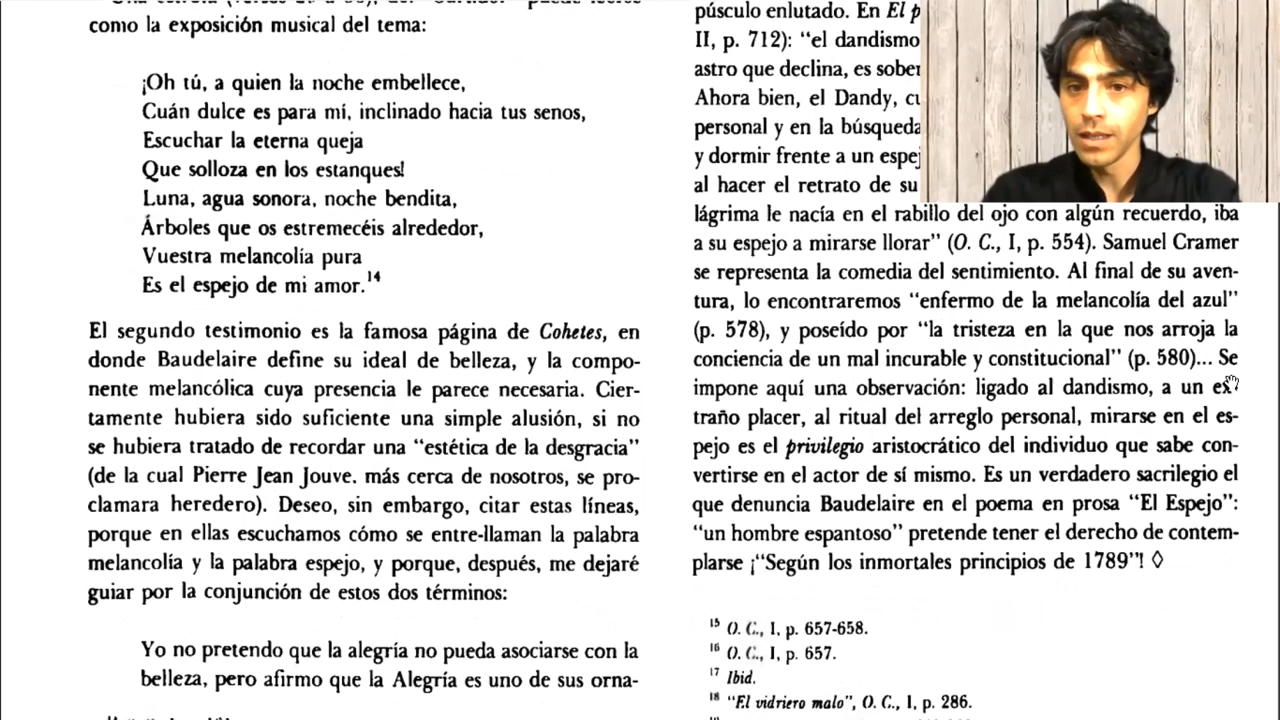 como la exposición musical del tema:
¡Oh tú, a quien la noche embellece,
Cuán dulce es para mí, inclinado hacia tus senos,
Escuchar la eterna queja
Que solloza en los estanques!
Luna, agua sonora, noche bendita,
Árboles que os estremecéis alrededor,
Vuestra melancolía pura
Es el espejo de mi amor.14
El segundo testimonio es la famosa página de Cohetes, en
donde Baudelaire define su ideal de belleza, y la compo-
nente melancólica cuya presencia le parece necesaria. Cier-
tamente hubiera sido suficiente una simple alusión, si no
se hubiera tratado de recordar una “estética de la desgracia”
(de la cual Pierre Jean Jouve. más cerca de nosotros, se pro-
clamara heredero). Deseo, sin embargo, citar estas líneas,
porque en ellas escuchamos cómo se entre-llaman la palabra
melancolía y la palabra espejo, y porque, después, me dejaré
guiar por la conjunción de estos dos términos:
Yo no pretendo que la alegría no pueda asociarse con la
belleza, pero afirmo que la Alegría es uno de sus orna-
púsculo enlutado. En El
II, p. 712): “el dandismo
astro que declina, es
Ahora bien, el Dandy,
personal y en la búsqueda
y dormir frente a un
al hacer el retrato de su
lágrima le nacía en el rabillo del ojo con algún recuerdo, iba
a su espejo a mirarse llorar” (O. C., I, p. 554). Samuel Cramer
se representa la comedia del sentimiento. Al final de su aven-
tura, lo encontraremos “enfermo de la melancolía del azul”
(p. 578), y poseído por “la tristeza en la que nos arroja la
conciencia de un mal incurable y constitucional” (p. 580)... Se
impone aquí una observación: ligado al dandismo, a un ex-
traño placer, al ritual del arreglo personal, mirarse en el es-
pejo es el privilegio aristocrático del individuo que sabe con-
vertirse en el actor de sí mismo. Es un verdadero sacrilegio el
que denuncia Baudelaire en el poema en prosa “El Espejo”:
“un hombre espantoso” pretende tener el derecho de contem-
plarse ¡“Según los inmortales principios de 1789”! ◊
15 O. C., I, p. 657-658.
16 O. C., I, p. 657.
17 Ibid.
18 “El vidriero malo”, O. C., I, p. 286.